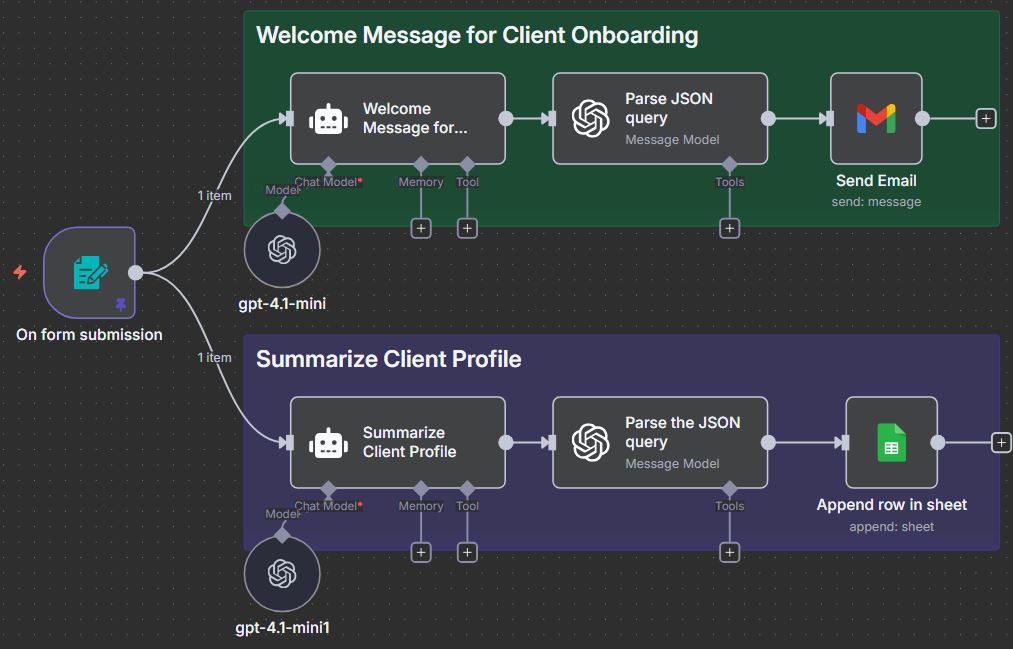 Welcome Message for Client Onboarding
Welcome
Message for...
Parse JSON
query
Message Model
Chat Model*
Memory
Tool
Tools
Model
Send Email
send: message
1 item
gpt-4.1-mini
On form submission
1 item
Summarize Client Profile
Summarize
Client Profile
Parse the JSON
query
Message Model
Chat Model*
Memory
Tool
Tools
Model
Append row in sheet
append: sheet
gpt-4.1-mini1